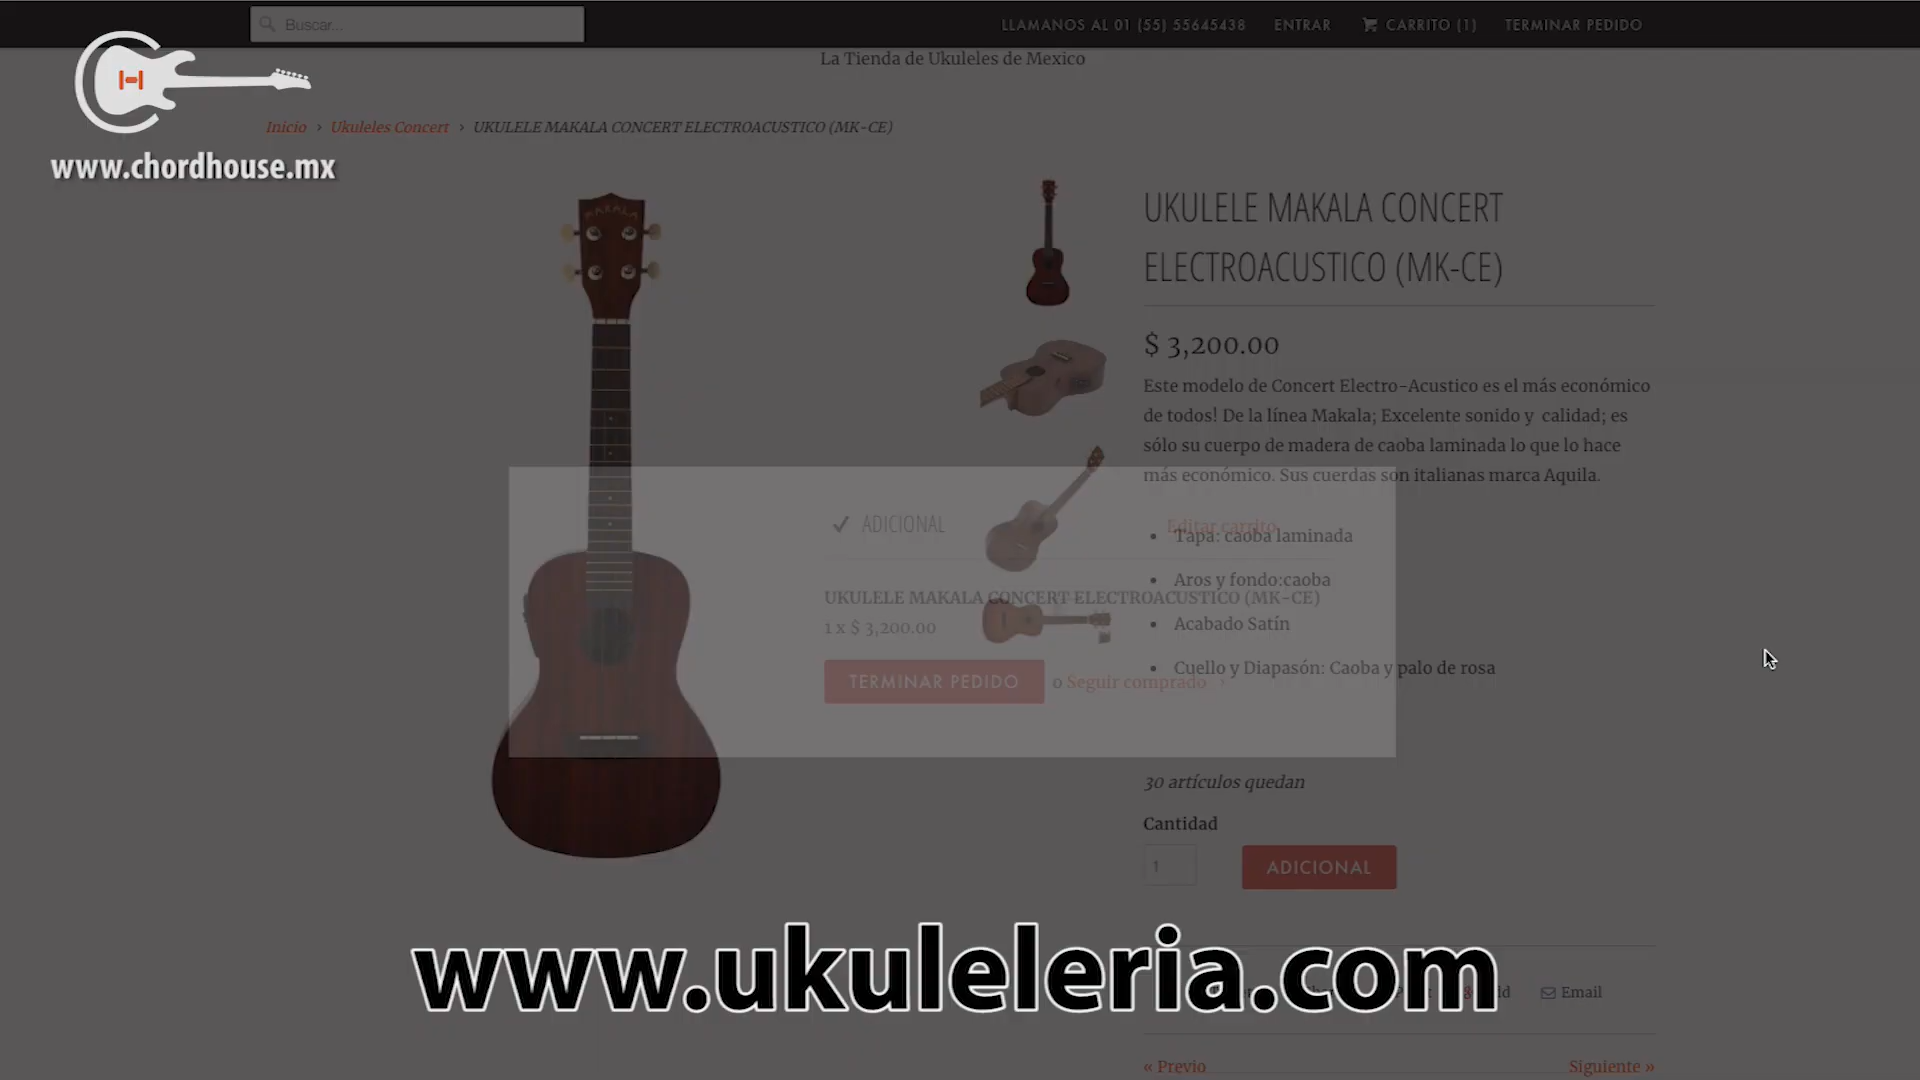 Buscar...
LLAMANOS AL 01 (55) 55645438
ENTRAR
CARRITO (1)
TERMINAR PEDIDO
La Tienda de Ukuleles de Mexico
www.chordhouse.mx
Inicio › Ukuleles Concert › UKULELE MAKALA CONCERT ELECTROACUSTICO (MK-CE)
MAKALA
UKULELE MAKALA CONCERT
ELECTROACUSTICO (MK-CE)
$ 3,200.00
Este modelo de Concert Electro-Acustico es el más económico
de todos! De la línea Makala; Excelente sonido y calidad; es
sólo su cuerpo de madera de caoba laminada lo que lo hace
más económico. Sus cuerdas son italianas marca Aquila.
• Tapa: caoba laminada
• Aros y fondo:caoba
• Acabado Satín
• Cuello y Diapasón: Caoba y palo de rosa
✓ ADICIONAL
Editar carrito
UKULELE MAKALA CONCERT ELECTROACUSTICO (MK-CE)
1 x $ 3,200.00
TERMINAR PEDIDO
o Seguir comprado ›
30 artículos quedan
Cantidad
1
ADICIONAL
www.ukuleleria.com
Email
« Previo
Siguiente »